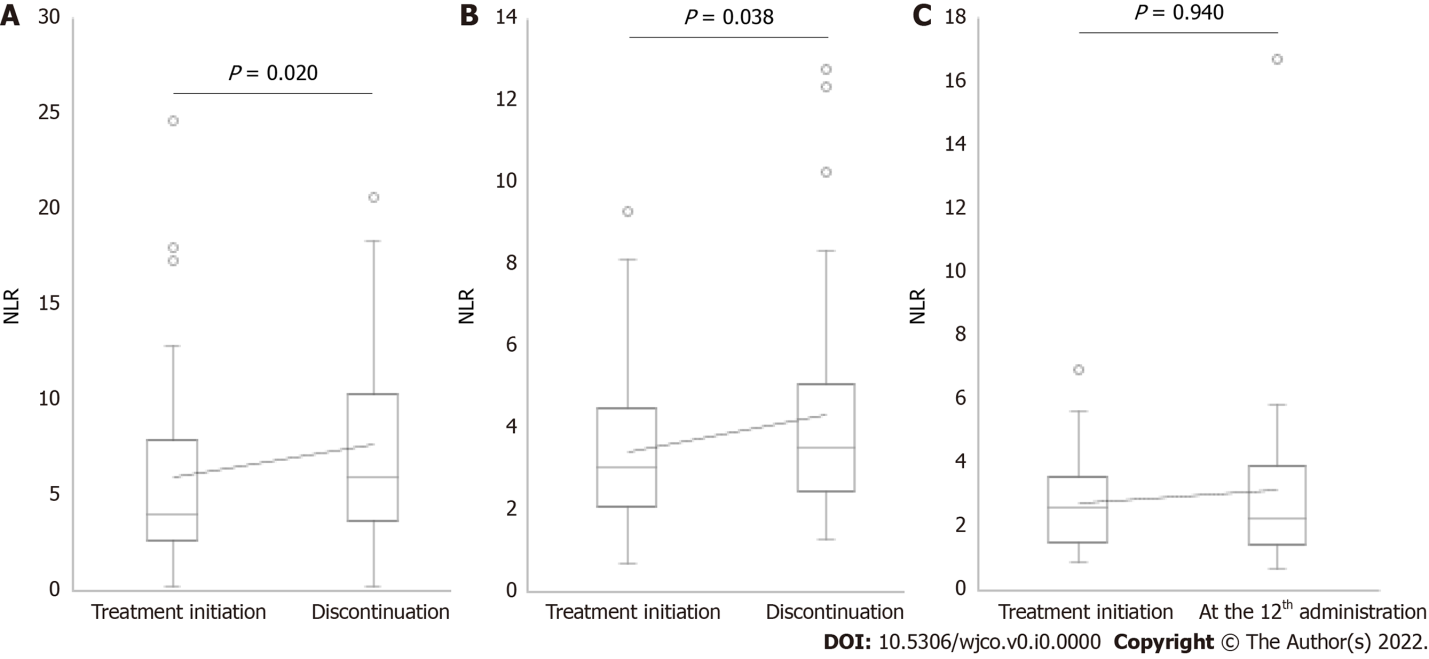 A
P = 0.020
30
25
20
15
10
5
0
NLR
Treatment initiation Discontinuation
B
P = 0.038
14
12
10
8
6
4
2
0
NLR
Treatment initiation Discontinuation
C
P = 0.940
18
16
14
12
10
8
6
4
2
0
NLR
Treatment initiation At the 12th administration
DOI: 10.5306/wjco.v0.i0.0000 Copyright © The Author(s) 2022.